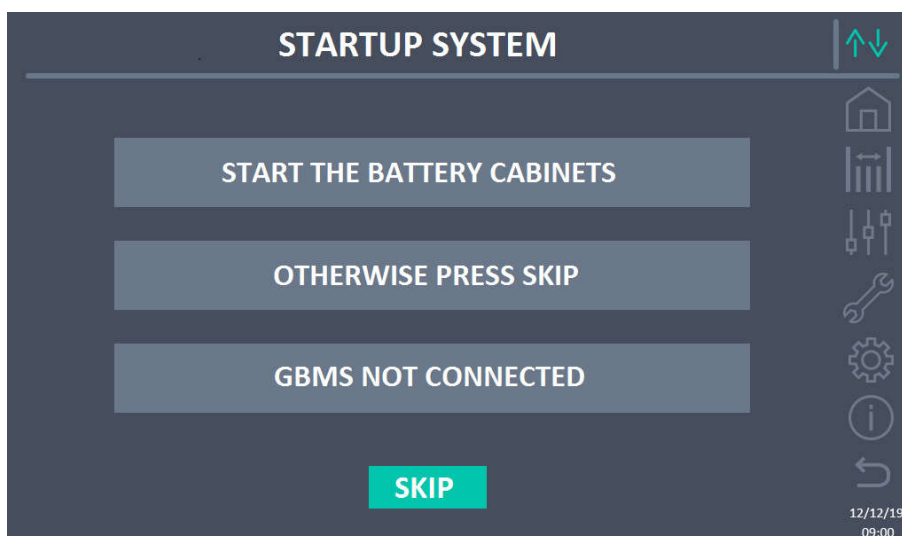 STARTUP SYSTEM
START THE BATTERY CABINETS
OTHERWISE PRESS SKIP
GBMS NOT CONNECTED
SKIP
12/12/19
09:00